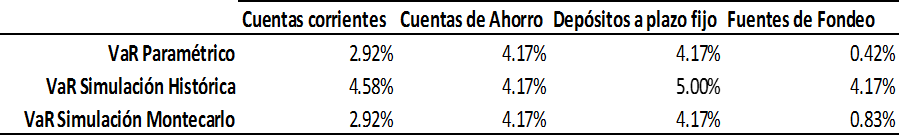 Cuentas corrientes Cuentas de Ahorro Depósitos a plazo fijo Fuentes de Fondeo
VaR Paramétrico 2.92% 4.17% 4.17% 0.42%
VaR Simulación Histórica 4.58% 4.17% 5.00% 4.17%
VaR Simulación Montecarlo 2.92% 4.17% 4.17% 0.83%